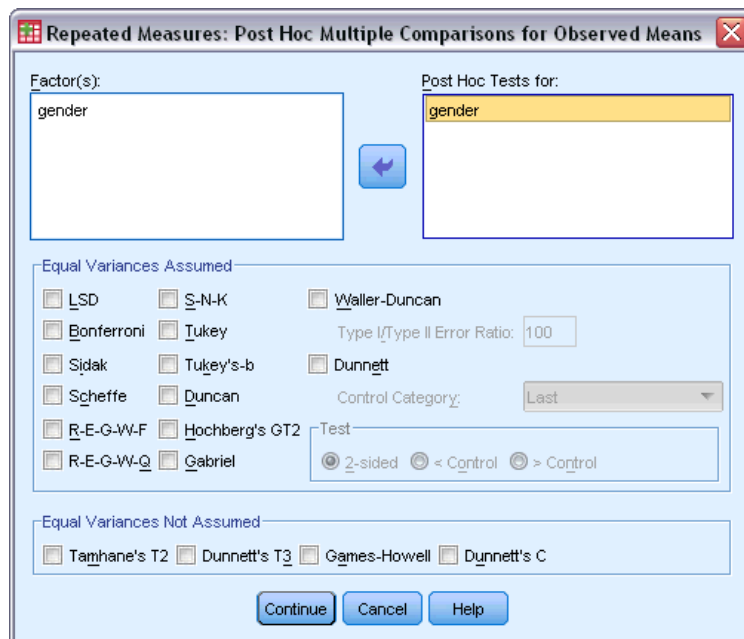 Repeated Measures: Post Hoc Multiple Comparisons for Observed Means
Factor(s):
gender
Post Hoc Tests for:
gender
Equal Variances Assumed
LSD
S-N-K
Waller-Duncan
Bonferroni
Tukey
Type I/Type II Error Ratio: 100
Sidak
Tukey's-b
Dunnett
Scheffe
Duncan
Control Category: Last
R-E-G-W-F
Hochberg's GT2
Test
R-E-G-W-Q
Gabriel
2-sided < Control > Control
Equal Variances Not Assumed
Tamhane's T2 Dunnett's T3 Games-Howell Dunnett's C
Continue Cancel Help